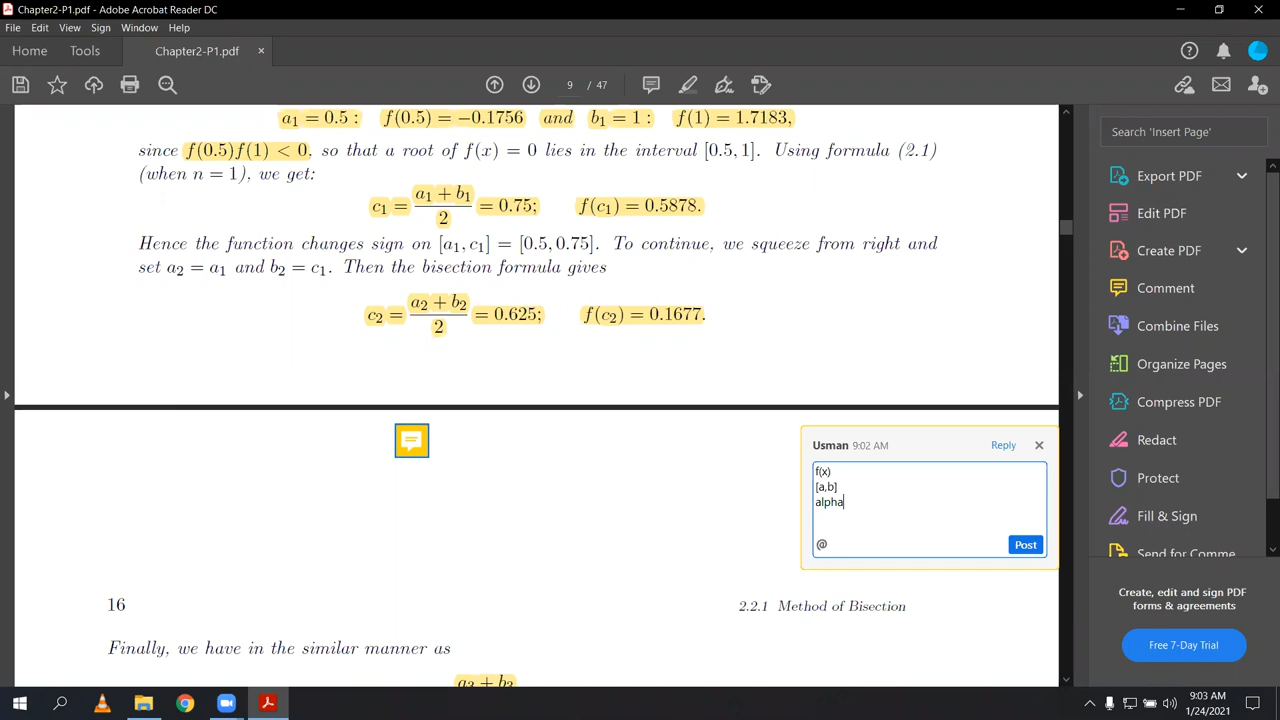 Chapter2-P1.pdf - Adobe Acrobat Reader DC
File Edit View Sign Window Help
Home Tools Chapter2-P1.pdf ×
9 / 47
a₁ = 0.5 : f(0.5) = −0.1756 and b₁ = 1 : f(1) = 1.7183,
since f(0.5)f(1) < 0, so that a root of f(x) = 0 lies in the interval [0.5, 1]. Using formula (2.1)
(when n = 1), we get:
c₁ = (a₁ + b₁)/2 = 0.75; f(c₁) = 0.5878.
Hence the function changes sign on [a₁, c₁] = [0.5, 0.75]. To continue, we squeeze from right and
set a₂ = a₁ and b₂ = c₁. Then the bisection formula gives
c₂ = (a₂ + b₂)/2 = 0.625; f(c₂) = 0.1677.
Usman 9:02 AM Reply
f(x)
[a,b]
alpha
@ Post
16 2.2.1 Method of Bisection
Finally, we have in the similar manner as
a₃ + b₃
Search 'Insert Page'
Export PDF
Edit PDF
Create PDF
Comment
Combine Files
Organize Pages
Compress PDF
Redact
Protect
Fill & Sign
Send for Comme
Create, edit and sign PDF
forms & agreements
Free 7-Day Trial
9:03 AM
1/24/2021